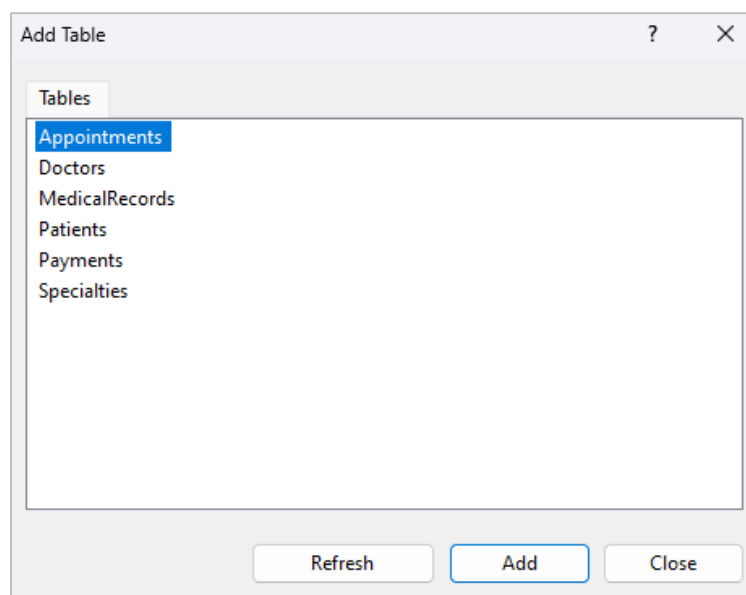 Add Table ?
Tables
Appointments
Doctors
MedicalRecords
Patients
Payments
Specialties
Refresh Add Close